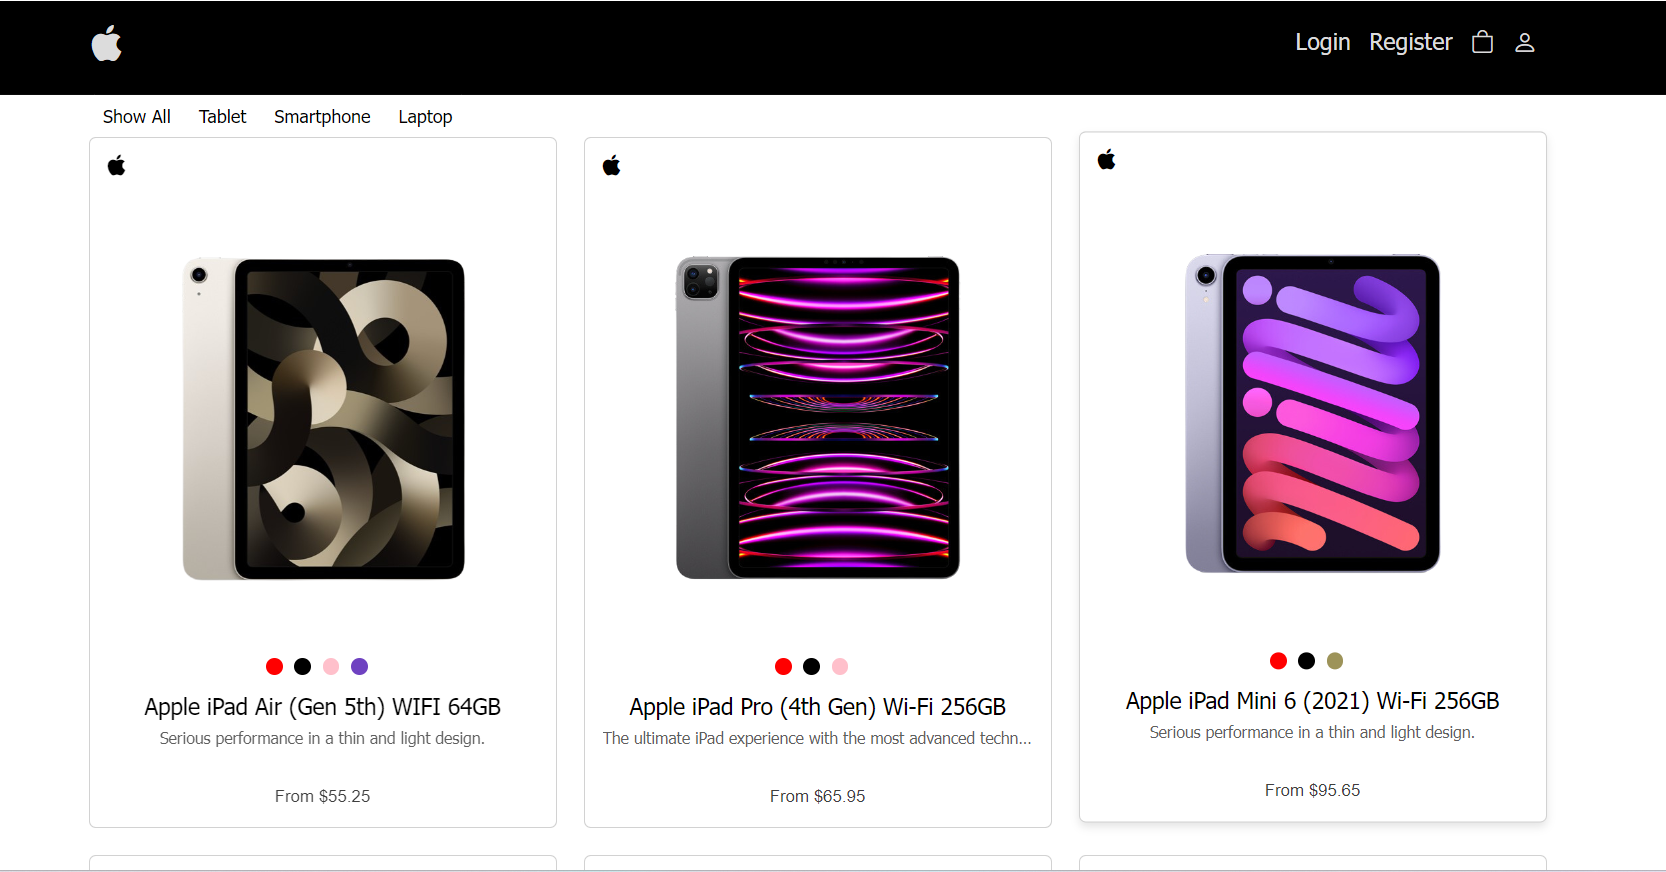 Login Register
Show All Tablet Smartphone Laptop
Apple iPad Air (Gen 5th) WIFI 64GB
Serious performance in a thin and light design.
From $55.25
Apple iPad Pro (4th Gen) Wi-Fi 256GB
The ultimate iPad experience with the most advanced techn...
From $65.95
Apple iPad Mini 6 (2021) Wi-Fi 256GB
Serious performance in a thin and light design.
From $95.65